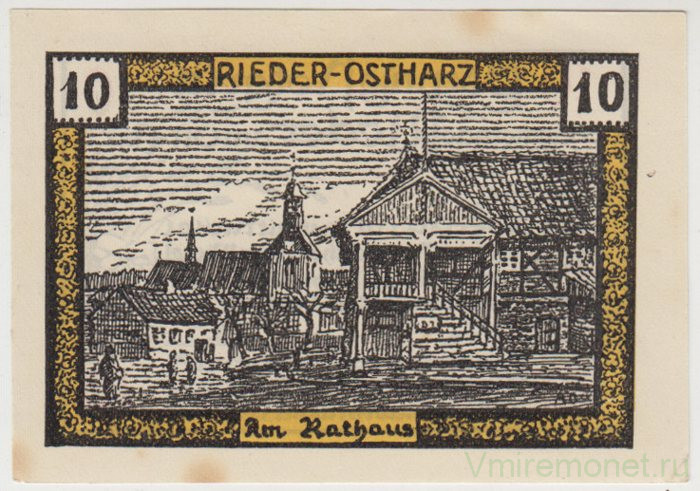 10 RIEDER-OSTHARZ 10
Am Rathaus
Vmiremonet.ru